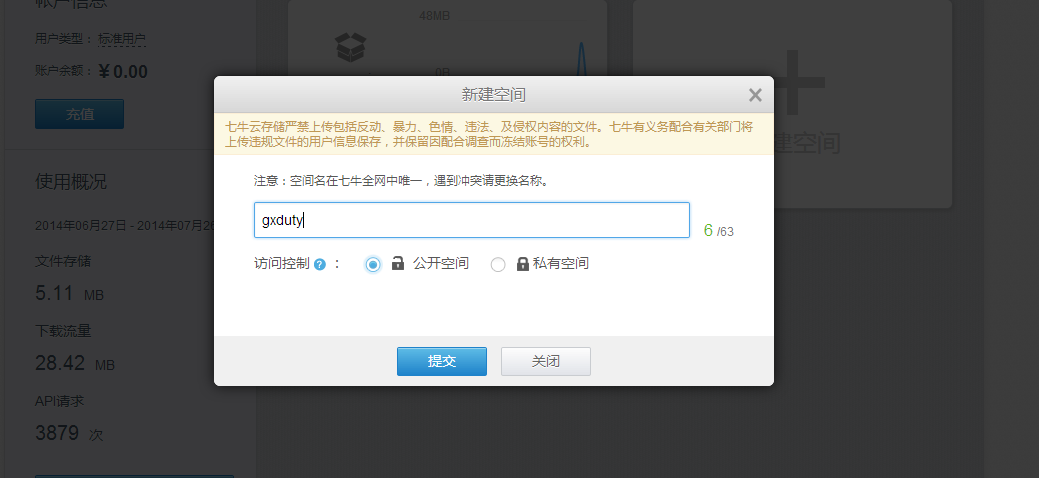 帐户信息
用户类型： 标准用户
账户余额： ¥ 0.00
充值
使用概况
2014年06月27日 - 2014年07月26
文件存储
5.11 MB
下载流量
28.42 MB
API请求
3879 次
48MB
0B
建空间
新建空间
七牛云存储严禁上传包括反动、暴力、色情、违法、及侵权内容的文件。七牛有义务配合有关部门将
上传违规文件的用户信息保存，并保留因配合调查而冻结账号的权利。
注意：空间名在七牛全网中唯一，遇到冲突请更换名称。
gxduty
6 /63
访问控制 ? ： 公开空间 私有空间
提交 关闭